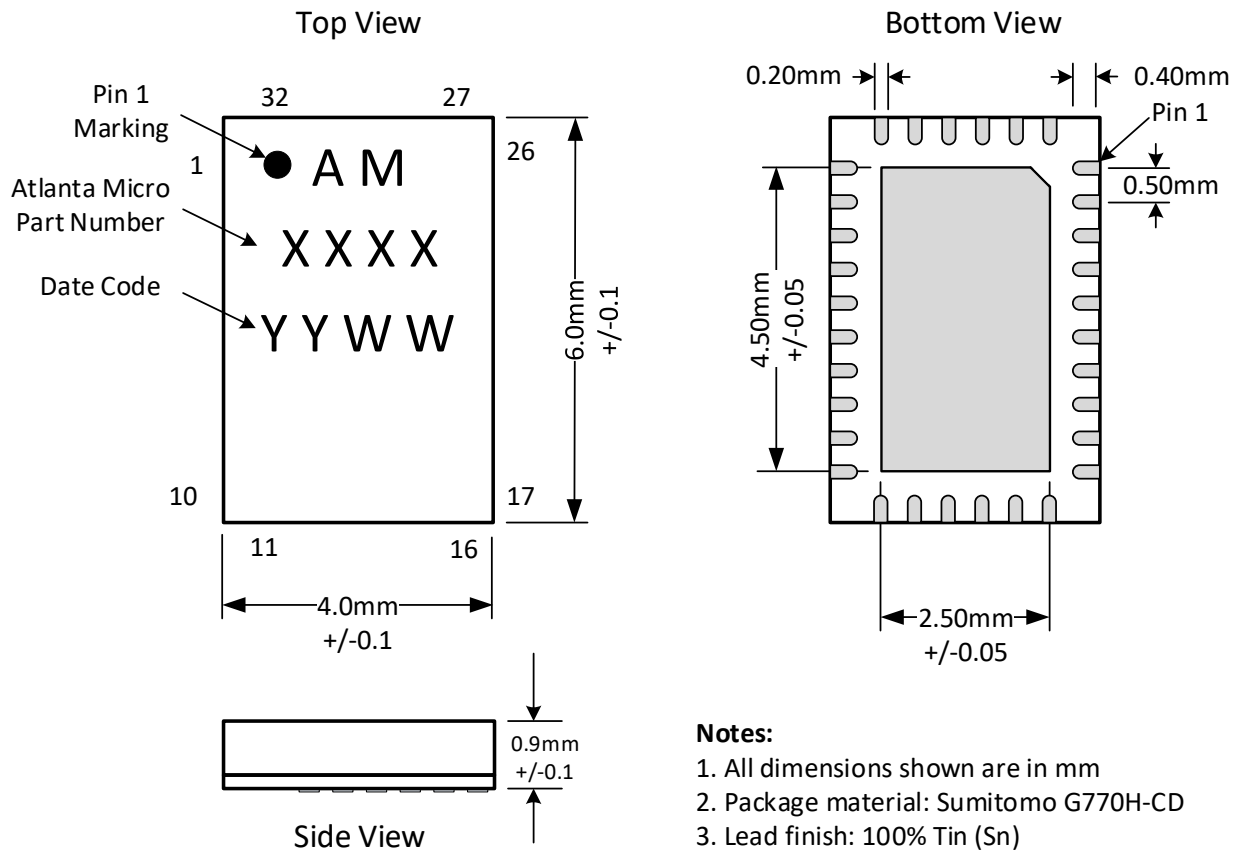 Top View
Pin 1
Marking
32
27
1
26
A M
Atlanta Micro
Part Number
X X X X
Date Code
Y Y W W
6.0mm
+/-0.1
10
17
11
16
4.0mm
+/-0.1
0.9mm
+/-0.1
Side View
Bottom View
0.20mm
0.40mm
Pin 1
0.50mm
4.50mm
+/-0.05
2.50mm
+/-0.05
Notes:
1. All dimensions shown are in mm
2. Package material: Sumitomo G770H-CD
3. Lead finish: 100% Tin (Sn)